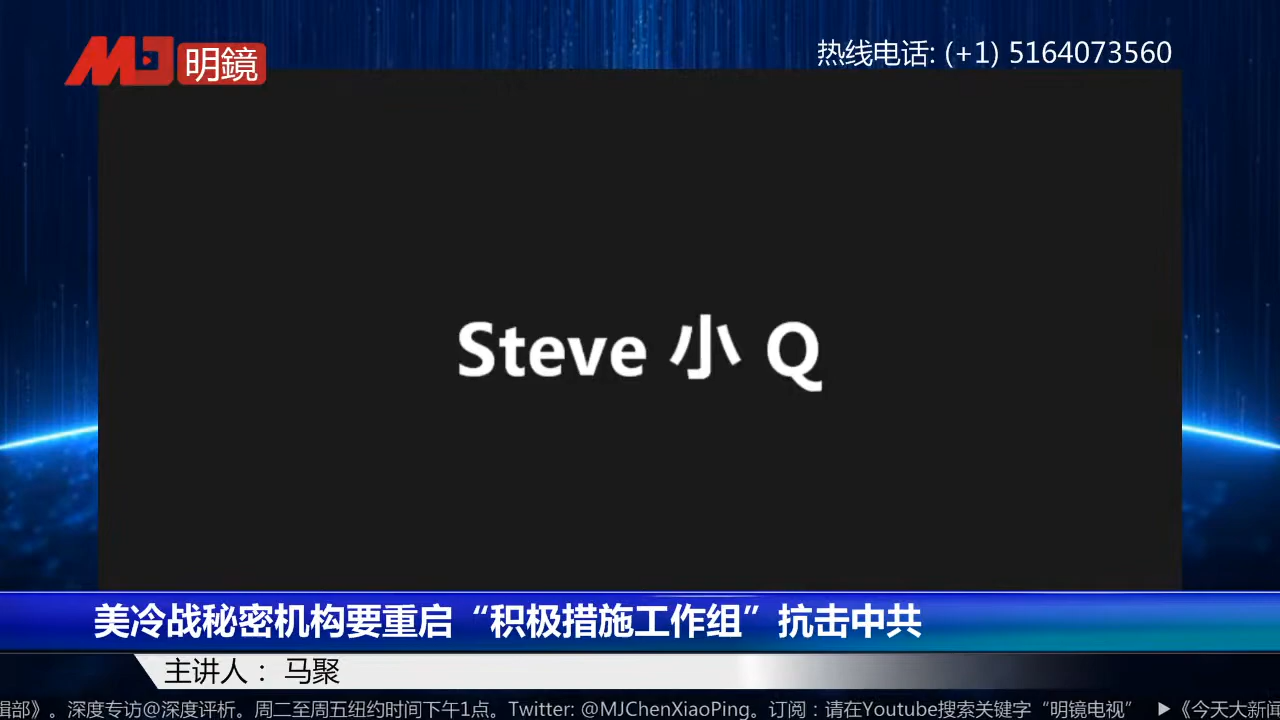 MJ 明鏡
热线电话: (+1) 5164073560
Steve 小 Q
美冷战秘密机构要重启“积极措施工作组”抗击中共
主讲人： 马聚
辑部》。深度专访@深度评析。周二至周五纽约时间下午1点。Twitter: @MJChenXiaoPing。订阅：请在Youtube搜索关键字“明镜电视” ▶《今天大新闻